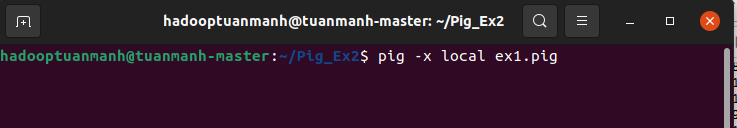 hadooptuanmanh@tuanmanh-master: ~/Pig_Ex2
hadooptuanmanh@tuanmanh-master:~/Pig_Ex2$ pig -x local ex1.pig